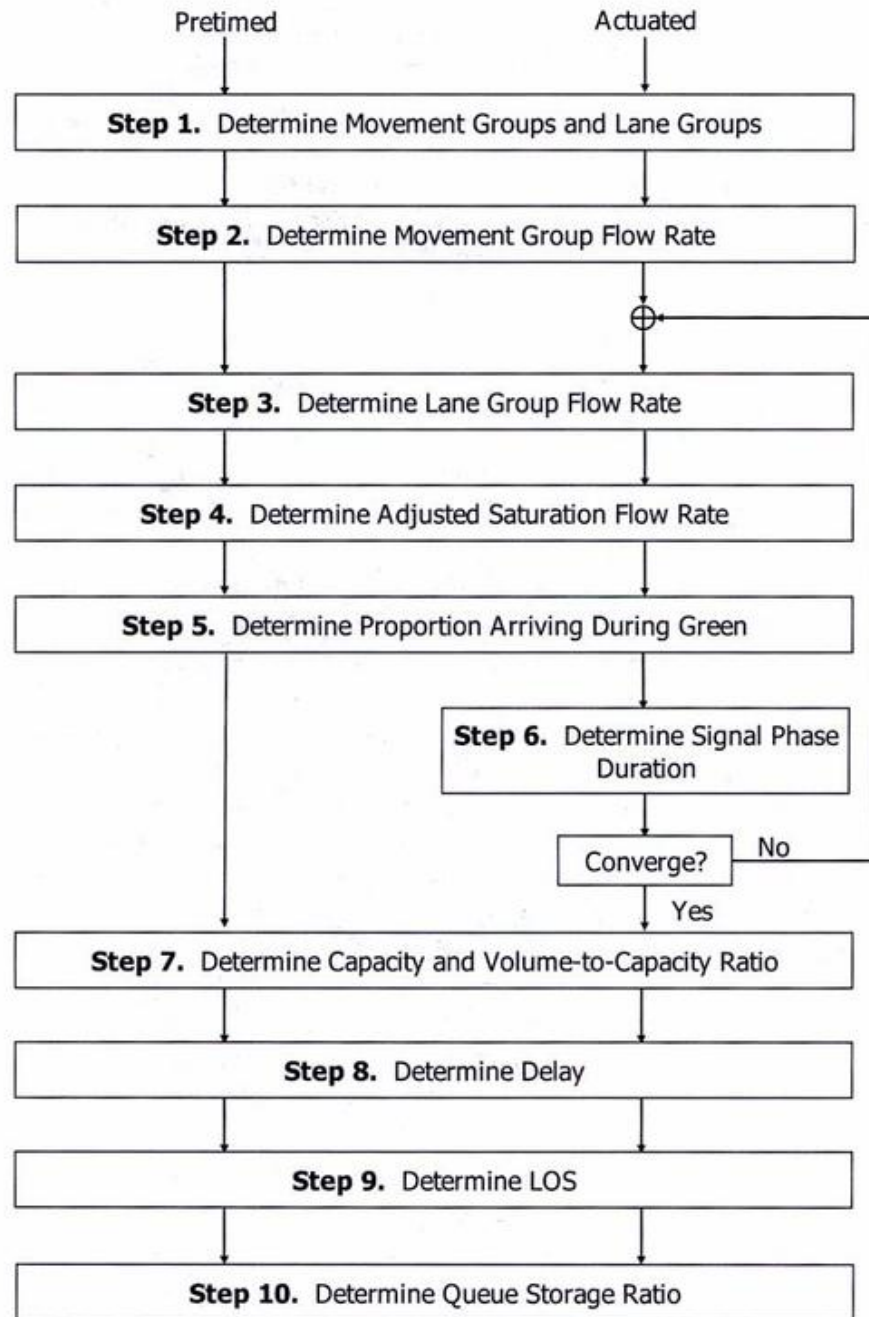 Pretimed
Actuated
Step 1. Determine Movement Groups and Lane Groups
Step 2. Determine Movement Group Flow Rate
Step 3. Determine Lane Group Flow Rate
Step 4. Determine Adjusted Saturation Flow Rate
Step 5. Determine Proportion Arriving During Green
Step 6. Determine Signal Phase
Duration
Converge?
No
Yes
Step 7. Determine Capacity and Volume-to-Capacity Ratio
Step 8. Determine Delay
Step 9. Determine LOS
Step 10. Determine Queue Storage Ratio